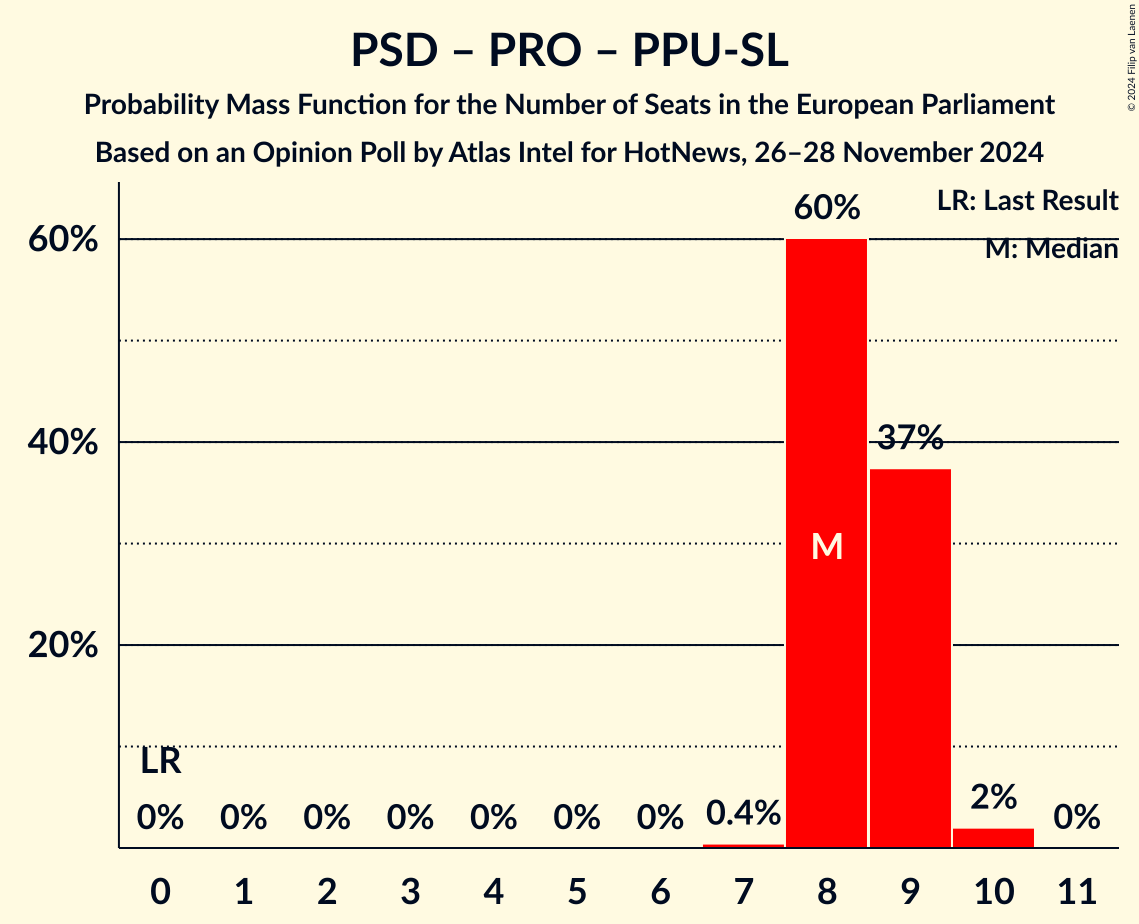 PSD – PRO – PPU-SL
Probability Mass Function for the Number of Seats in the European Parliament
Based on an Opinion Poll by Atlas Intel for HotNews, 26–28 November 2024
© 2024 Filip van Laenen
LR: Last Result
M: Median
60%
40%
20%
60%
37%
M
LR
0% 0% 0% 0% 0% 0% 0% 0.4% 2% 0%
0 1 2 3 4 5 6 7 8 9 10 11